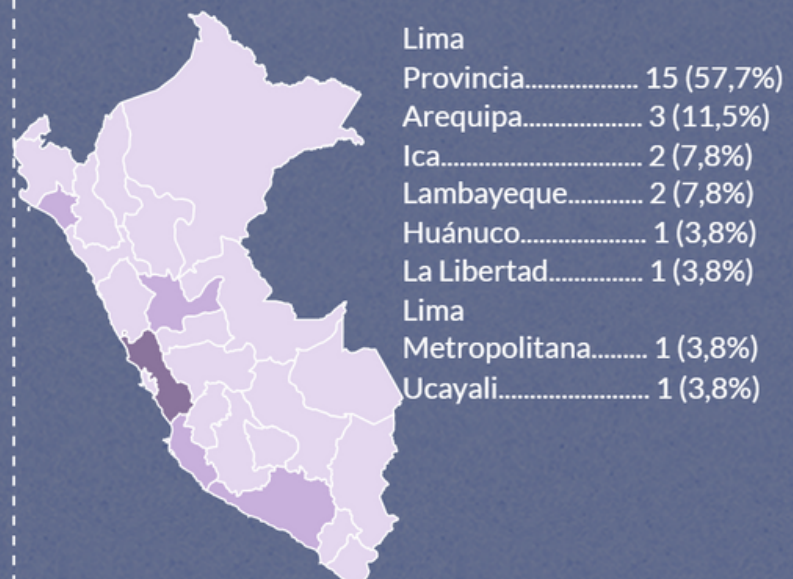 Lima
Provincia.................. 15 (57,7%)
Arequipa................... 3 (11,5%)
Ica................................ 2 (7,8%)
Lambayeque............ 2 (7,8%)
Huánuco.................... 1 (3,8%)
La Libertad............... 1 (3,8%)
Lima
Metropolitana......... 1 (3,8%)
Ucayali........................ 1 (3,8%)